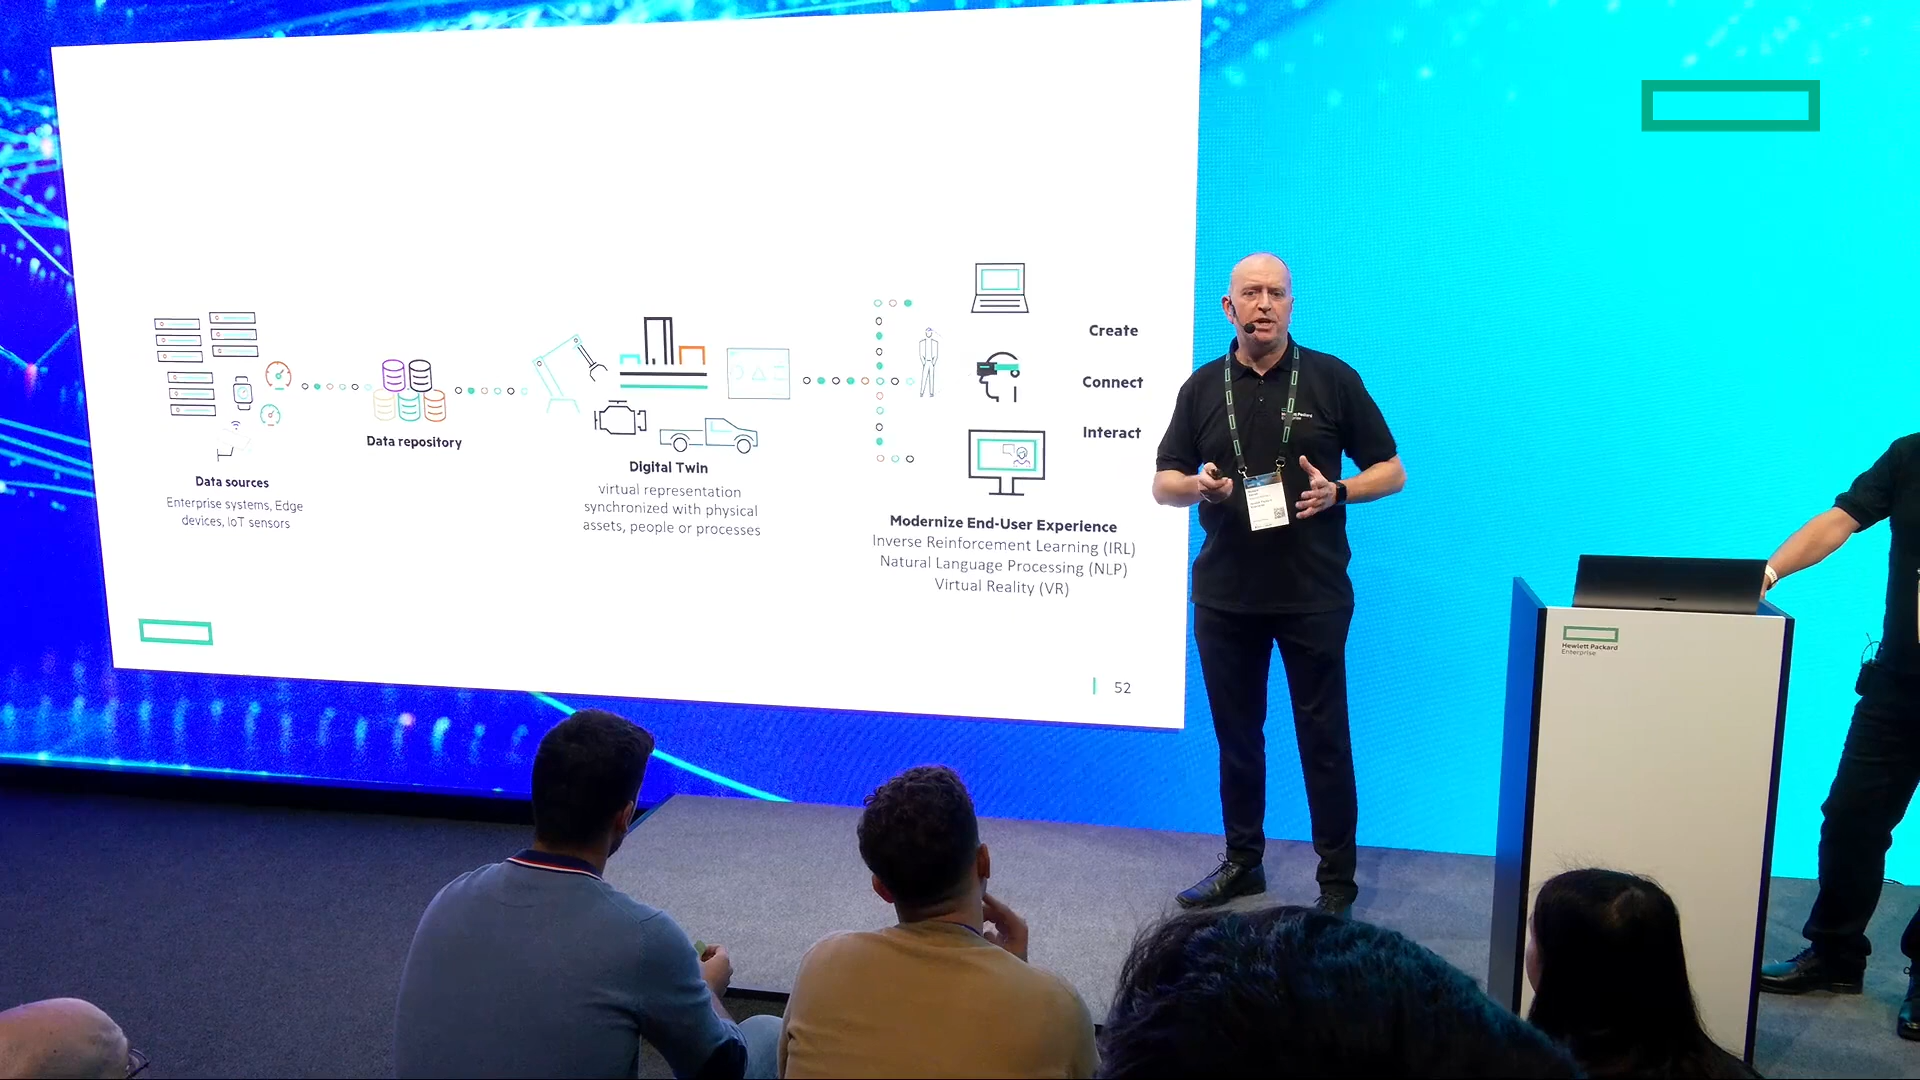 Data sources
Enterprise systems, Edge
devices, IoT sensors
Data repository
Digital Twin
virtual representation
synchronized with physical
assets, people or processes
Create
Connect
Interact
Modernize End-User Experience
Inverse Reinforcement Learning (IRL)
Natural Language Processing (NLP)
Virtual Reality (VR)
52
Hewlett Packard
Enterprise